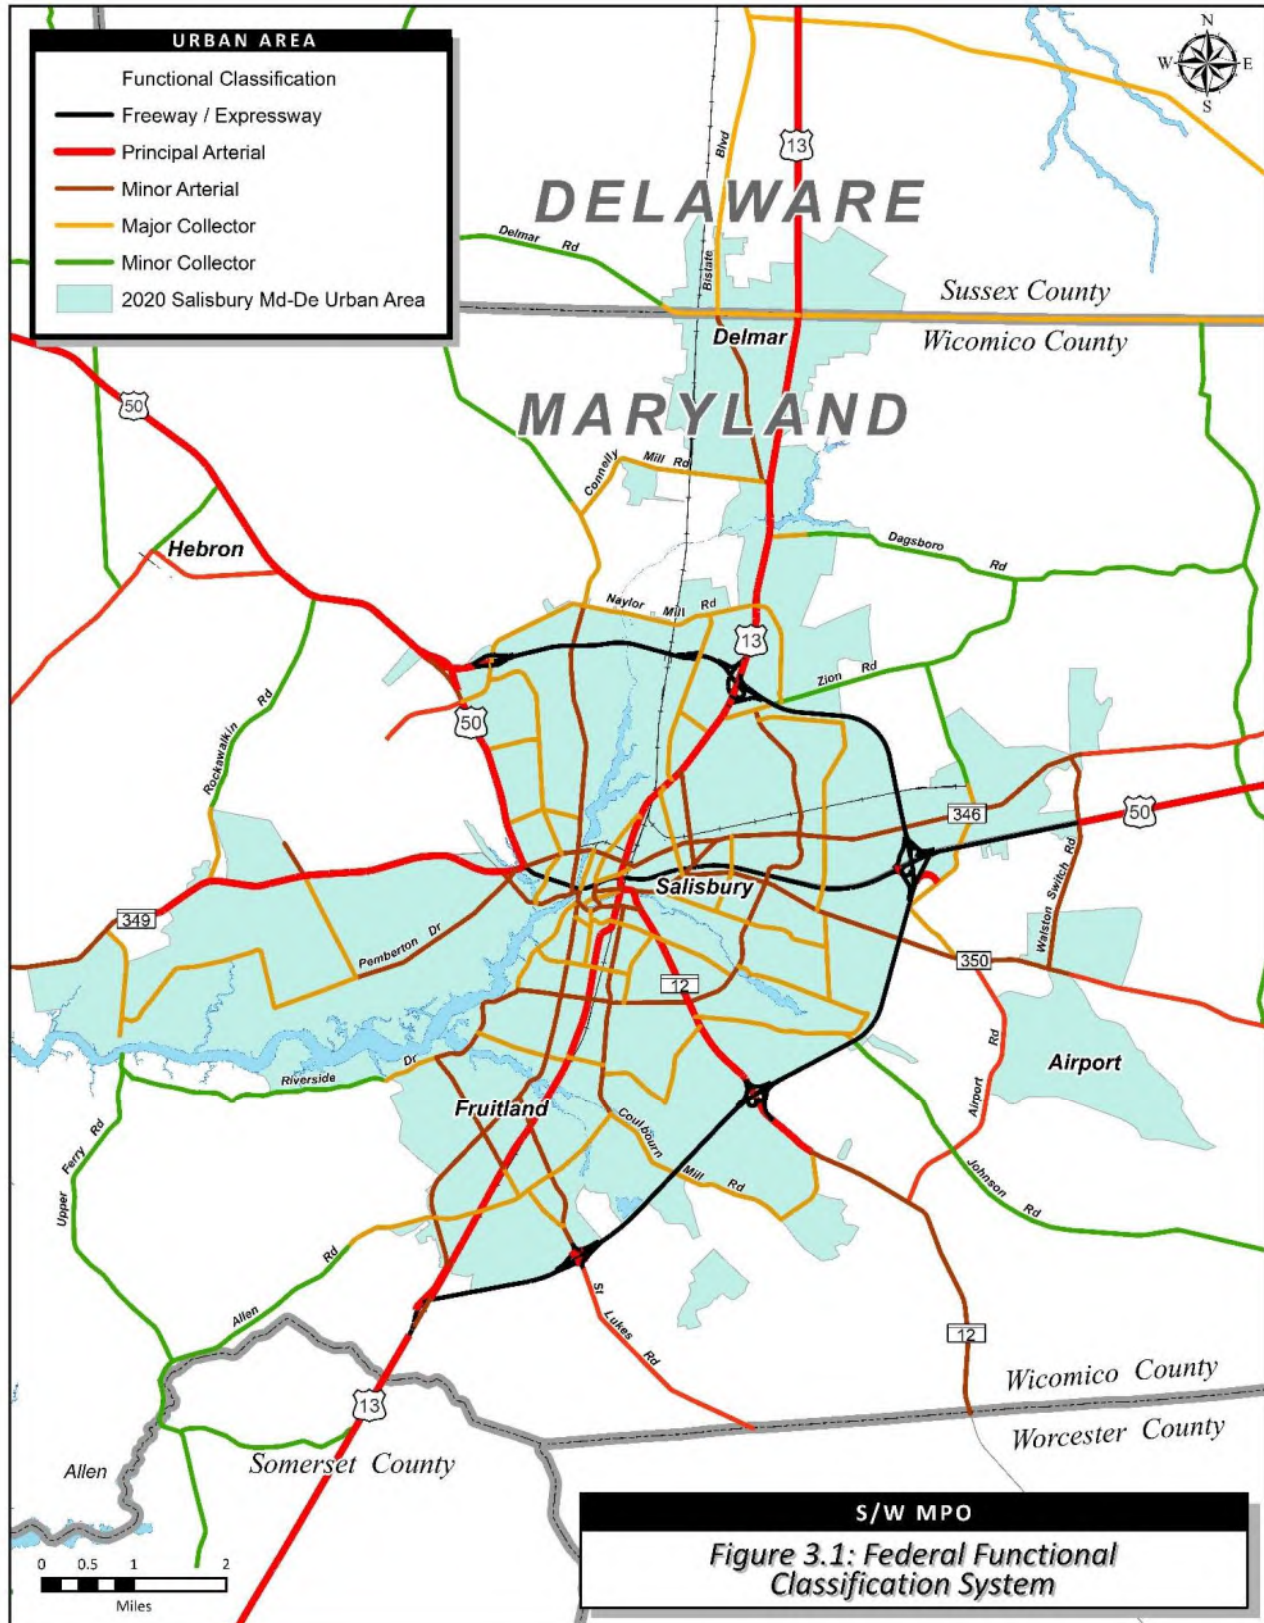 URBAN AREA
Functional Classification
Freeway / Expressway
Principal Arterial
Minor Arterial
Major Collector
Minor Collector
2020 Salisbury Md-De Urban Area
N
W E
S
13
Blvd
DELAWARE
Delmar Rd
Bistate
Sussex County
Wicomico County
Delmar
50
MARYLAND
Connelly Mill Rd
Hebron
Dagsboro Rd
Naylor Mill Rd
13
Zion Rd
Rockawalkin Rd
50
50
346
Salisbury
Walston Switch Rd
349
Pemberton Dr
350
12
Riverside Dr
Airport
Airport Rd
Fruitland
Coulbourn Mill Rd
Upper Ferry Rd
Johnson Rd
Allen Rd
St Lukes Rd
12
13
Wicomico County
Worcester County
Somerset County
Allen
S/W MPO
Figure 3.1: Federal Functional
Classification System
0 0.5 1 2
Miles